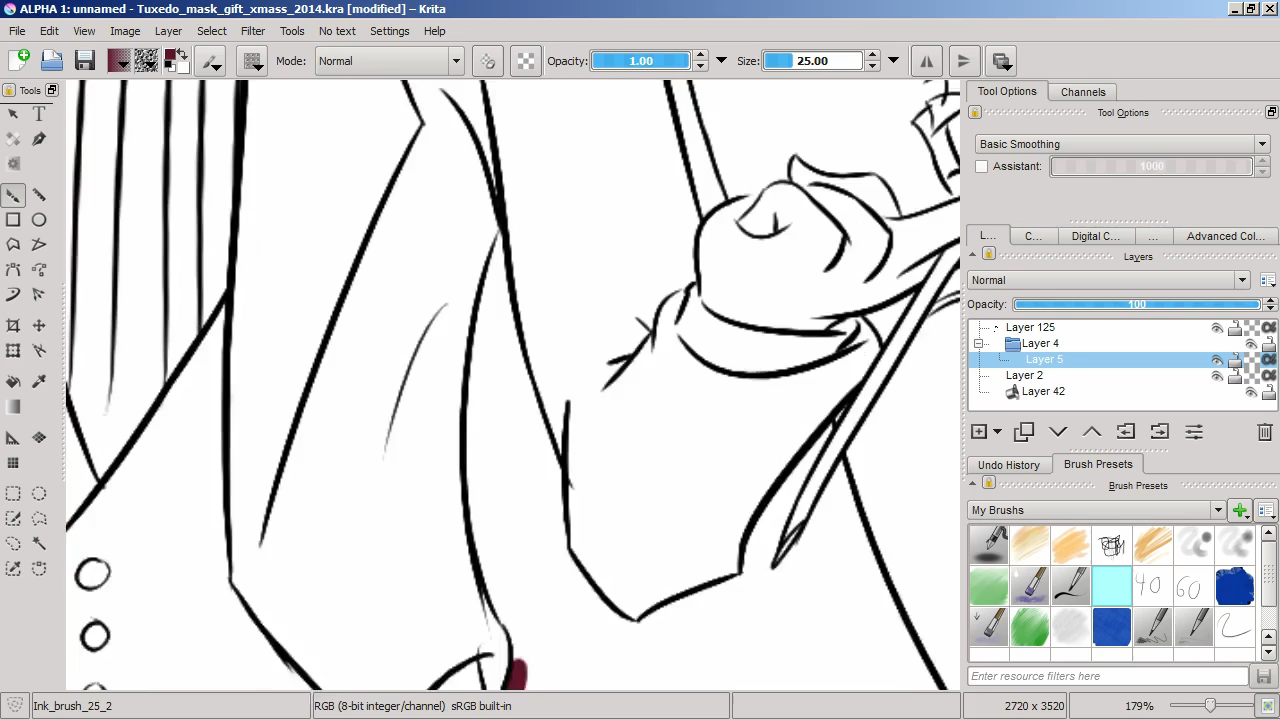 ALPHA 1: unnamed - Tuxedo_mask_gift_xmass_2014.kra [modified] – Krita
File Edit View Image Layer Select Filter Tools No text Settings Help
Mode: Normal Opacity: 1.00 Size: 25.00
Tools
Tool Options Channels
Tool Options
Basic Smoothing
Assistant: 1000
L... C... Digital C... ... Advanced Col...
Layers
Normal
Opacity: 100
Layer 125
Layer 4
Layer 5
Layer 2
Layer 42
Undo History Brush Presets
Brush Presets
My Brushes
40 60
Enter resource filters here
Ink_brush_25_2 RGB (8-bit integer/channel) sRGB built-in 2720 x 3520 179%